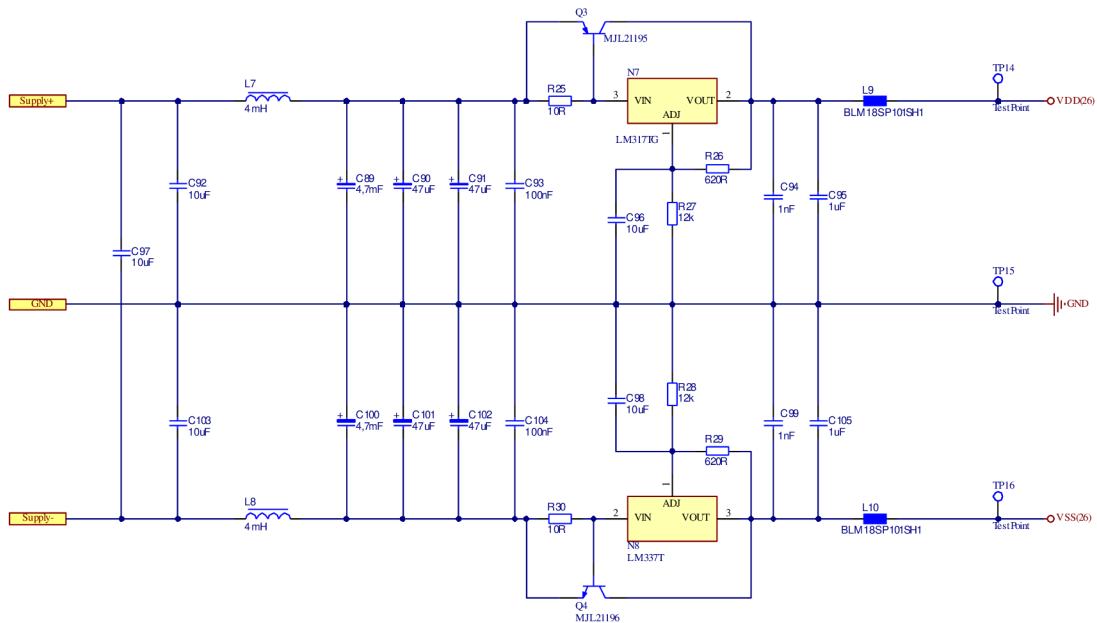 Q3
MJL21195
L7
4mH
Supply+
R25
10R
N7
3
VIN
VOUT
2
ADJ
1
LM317TG
L9
BLM18SP101SH1
TP14
TestPoint
VDD(26)
R26
620R
C92
10uF
+
C89
4,7mF
+
C90
47uF
+
C91
47uF
C93
100nF
C96
10uF
R27
12k
C94
1nF
C95
1uF
C97
10uF
TP15
GND
TestPoint
GND
C103
10uF
+
C100
4,7mF
+
C101
47uF
+
C102
47uF
C104
100nF
C98
10uF
R28
12k
C99
1nF
C105
1uF
R29
620R
1
ADJ
L8
4mH
Supply-
R30
10R
2
VIN
VOUT
3
N8
LM337T
L10
BLM18SP101SH1
TP16
TestPoint
VSS(26)
Q4
MJL21196